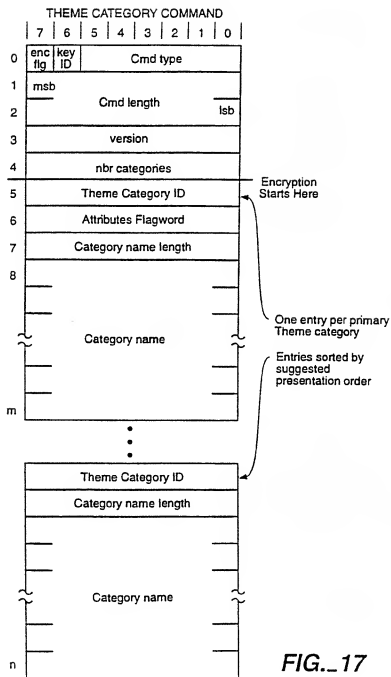 THEME CATEGORY COMMAND
7 6 5 4 3 2 1 0
0 enc flg key ID Cmd type
1 msb
Cmd length
2 lsb
3 version
4 nbr categories
Encryption Starts Here
5 Theme Category ID
6 Attributes Flagword
7 Category name length
8
One entry per primary Theme category
Category name
Entries sorted by suggested presentation order
m
Theme Category ID
Category name length
Category name
n
FIG._17